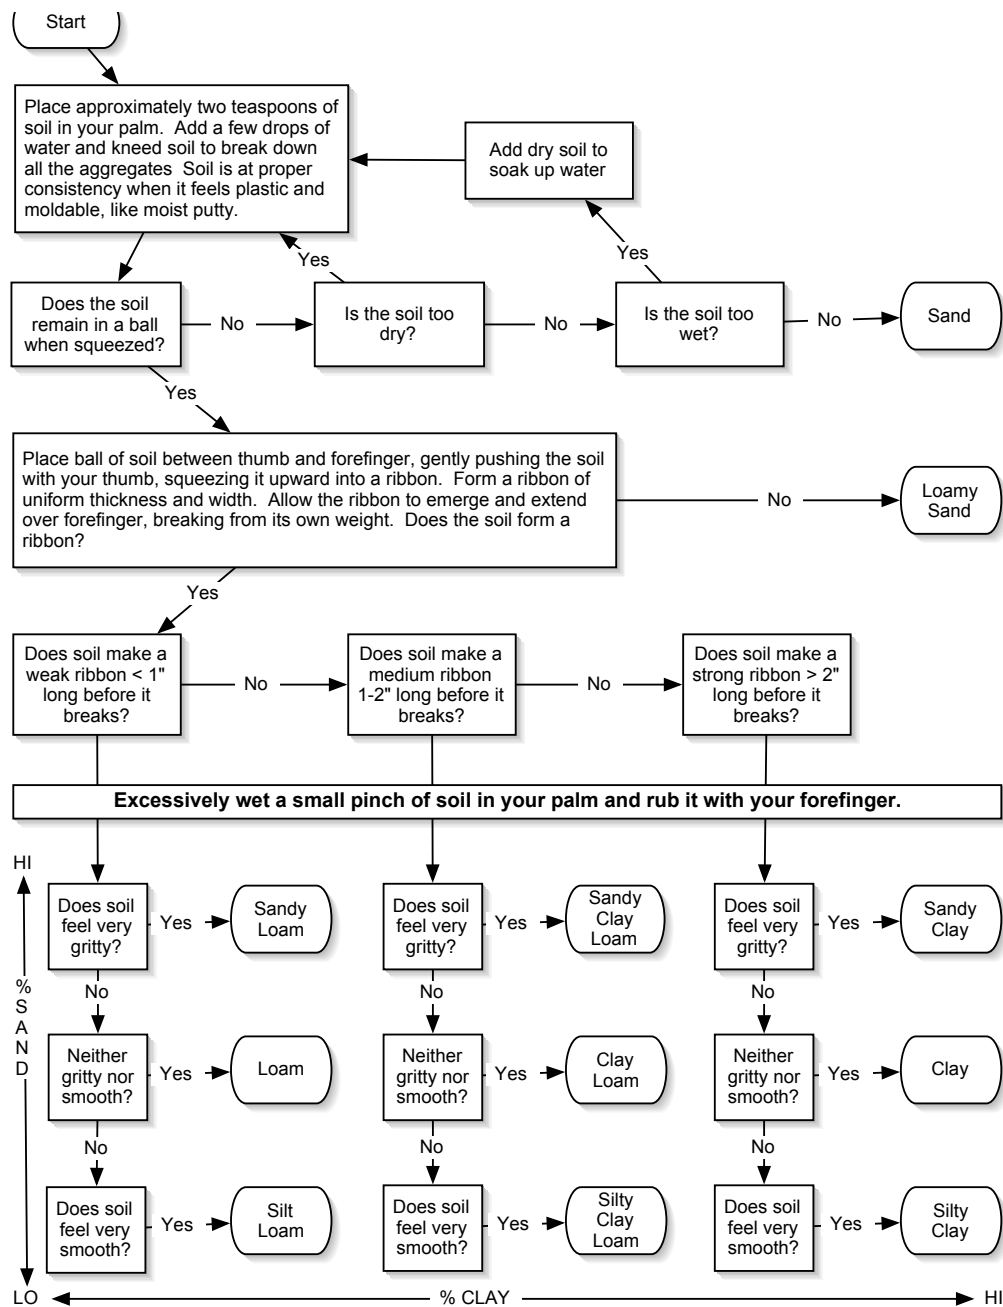 Start
Place approximately two teaspoons of
soil in your palm.  Add a few drops of
water and kneed soil to break down
all the aggregates  Soil is at proper
consistency when it feels plastic and
moldable, like moist putty.
Add dry soil to
soak up water
Yes
Yes
Does the soil
remain in a ball
when squeezed?
No
Is the soil too
dry?
No
Is the soil too
wet?
No
Sand
Yes
Place ball of soil between thumb and forefinger, gently pushing the soil
with your thumb, squeezing it upward into a ribbon.  Form a ribbon of
uniform thickness and width.  Allow the ribbon to emerge and extend
over forefinger, breaking from its own weight.  Does the soil form a
ribbon?
No
Loamy
Sand
Yes
Does soil make a
weak ribbon < 1"
long before it
breaks?
No
Does soil make a
medium ribbon
1-2" long before it
breaks?
No
Does soil make a
strong ribbon > 2"
long before it
breaks?
Excessively wet a small pinch of soil in your palm and rub it with your forefinger.
HI
%
S
A
N
D
LO
Does soil
feel very
gritty?
Yes
Sandy
Loam
Does soil
feel very
gritty?
Yes
Sandy
Clay
Loam
Does soil
feel very
gritty?
Yes
Sandy
Clay
No
No
No
Neither
gritty nor
smooth?
Yes
Loam
Neither
gritty nor
smooth?
Yes
Clay
Loam
Neither
gritty nor
smooth?
Yes
Clay
No
No
No
Does soil
feel very
smooth?
Yes
Silt
Loam
Does soil
feel very
smooth?
Yes
Silty
Clay
Loam
Does soil
feel very
smooth?
Yes
Silty
Clay
% CLAY
HI